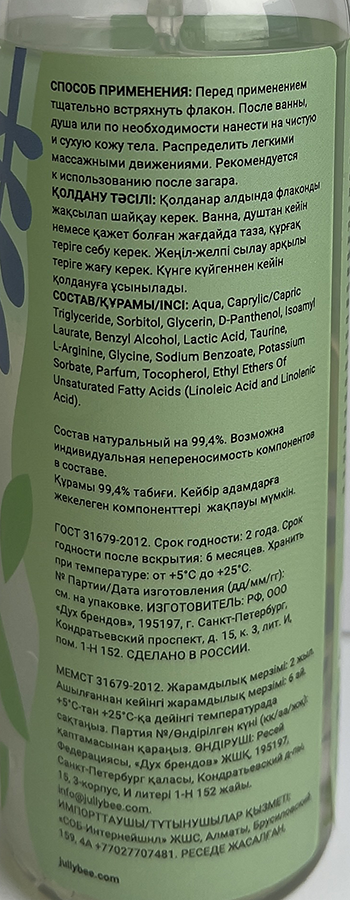 СПОСОБ ПРИМЕНЕНИЯ: Перед применением
тщательно встряхнуть флакон. После ванны,
душа или по необходимости нанести на чистую
и сухую кожу тела. Распределить легкими
массажными движениями. Рекомендуется
к использованию после загара.
ҚОЛДАНУ ТӘСІЛІ: Қолданар алдында флаконды
жақсылап шайқау керек. Ванна, душтан кейін
немесе қажет болған жағдайда таза, құрғақ
теріге себу керек. Жеңіл-желпі сылау арқылы
теріге жағу керек. Күнге күйгеннен кейін
қолдануға ұсынылады.
СОСТАВ/ҚҰРАМЫ/INCI: Aqua, Caprylic/Capric
Triglyceride, Sorbitol, Glycerin, D-Panthenol, Isoamyl
Laurate, Benzyl Alcohol, Lactic Acid, Taurine,
L-Arginine, Glycine, Sodium Benzoate, Potassium
Sorbate, Parfum, Tocopherol, Ethyl Ethers Of
Unsaturated Fatty Acids (Linoleic Acid and Linolenic
Acid).
Состав натуральный на 99,4%. Возможна
индивидуальная непереносимость компонентов
в составе.
Құрамы 99,4% табиғи. Кейбір адамдарға
жекелеген компоненттері жақпауы мүмкін.
ГОСТ 31679-2012. Срок годности: 2 года. Срок
годности после вскрытия: 6 месяцев. Хранить
при температуре: от +5°С до +25°С.
№ Партии/Дата изготовления (дд/мм/гг):
см. на упаковке. ИЗГОТОВИТЕЛЬ: РФ, ООО
«Дух брендов», 195197, г. Санкт-Петербург,
Кондратьевский проспект, д. 15, к. 3, лит. И,
пом. 1-Н 152. СДЕЛАНО В РОССИИ.
МЕМСТ 31679-2012. Жарамдылық мерзімі: 2 жыл.
Ашылғаннан кейінгі жарамдылық мерзімі: 6 ай.
+5°С-тан +25°С-қа дейінгі температурада
сақтаңыз. Партия №/Өндірілген күні (кк/аа/жж):
қаптамасынан қараңыз. ӨНДІРУШІ: Ресей
Федерациясы, «Дух брендов» ЖШҚ, 195197,
Санкт-Петербург қаласы, Кондратьевский д-лы,
15, 3-корпус, И литері 1-Н 152 жайы.
info@jullybee.com.
ИМПОРТТАУШЫ/ТҰТЫНУШЫЛАР ҚЫЗМЕТІ:
«СОБ Интернейшнл» ЖШС, Алматы, Брусиловский
159, 4А +77027707481. РЕСЕДЕ ЖАСАЛҒАН.
jullybee.com